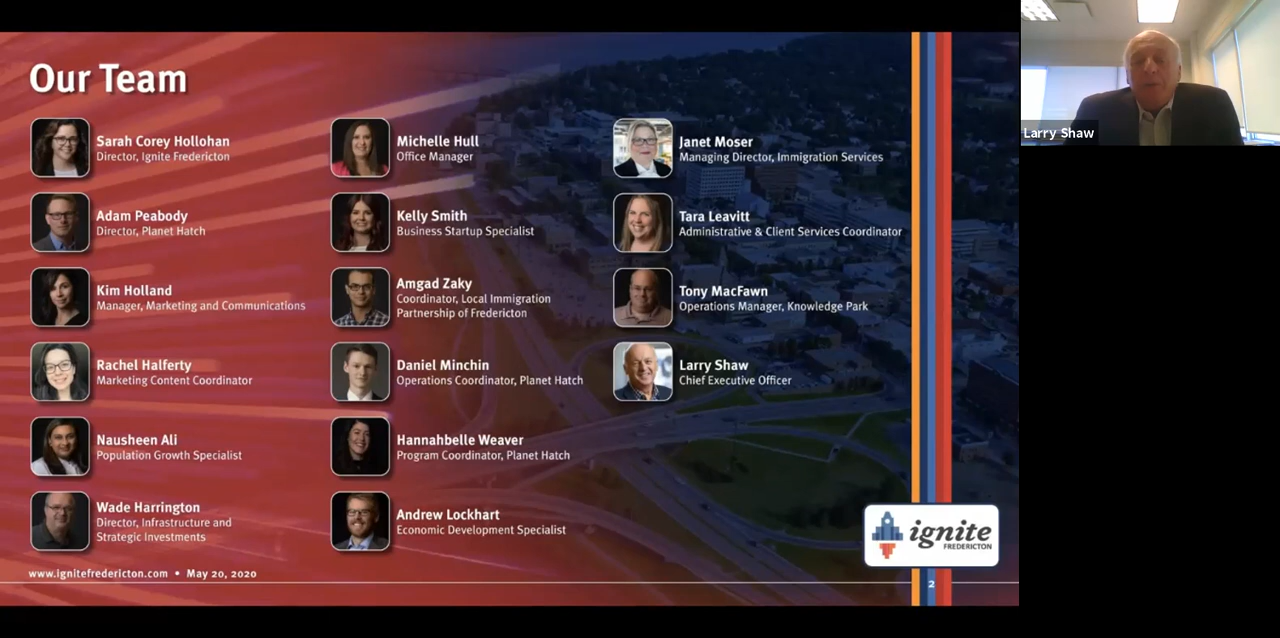 Our Team
Sarah Corey Hollohan
Director, Ignite Fredericton
Adam Peabody
Director, Planet Hatch
Kim Holland
Manager, Marketing and Communications
Rachel Halferty
Marketing Content Coordinator
Nausheen Ali
Population Growth Specialist
Wade Harrington
Director, Infrastructure and
Strategic Investments
Michelle Hull
Office Manager
Kelly Smith
Business Startup Specialist
Amgad Zaky
Coordinator, Local Immigration
Partnership of Fredericton
Daniel Minchin
Operations Coordinator, Planet Hatch
Hannahbelle Weaver
Program Coordinator, Planet Hatch
Andrew Lockhart
Economic Development Specialist
Janet Moser
Managing Director, Immigration Services
Tara Leavitt
Administrative & Client Services Coordinator
Tony MacFawn
Operations Manager, Knowledge Park
Larry Shaw
Chief Executive Officer
ignite
FREDERICTON
www.ignitefredericton.com • May 20, 2020
2
Larry Shaw